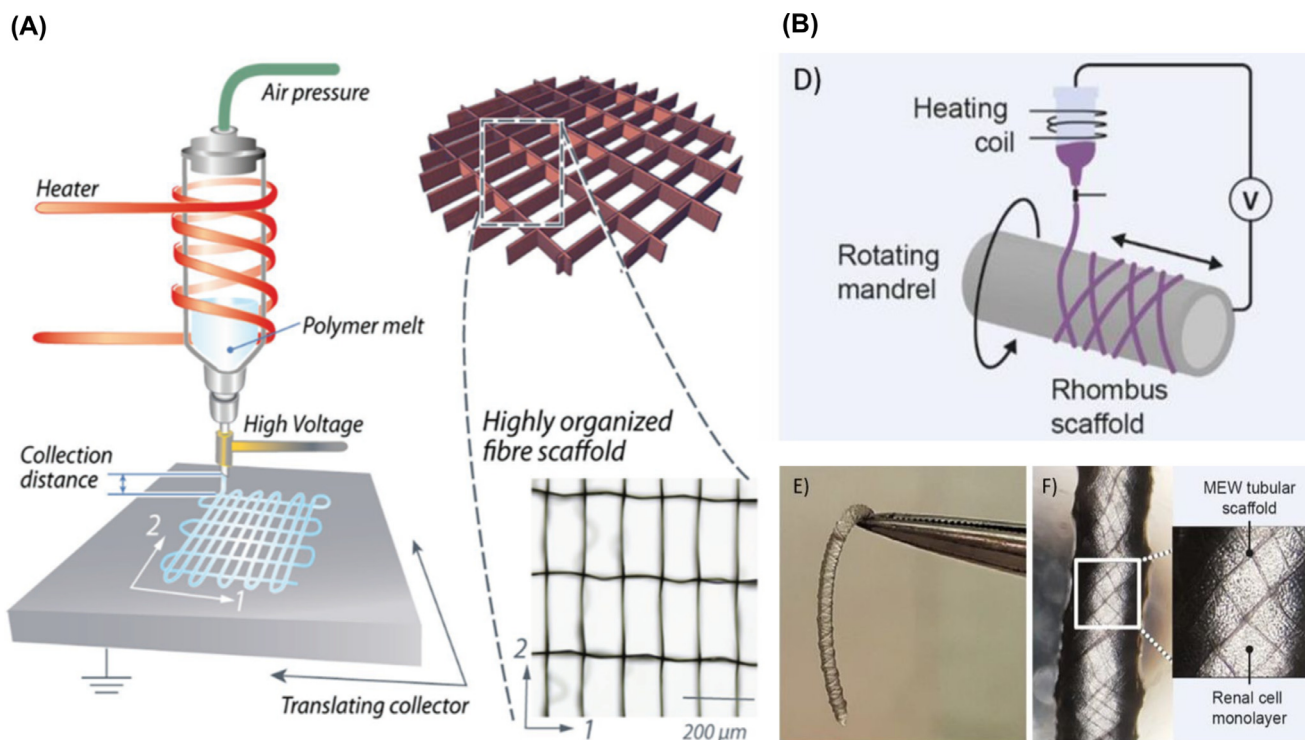 (A)
Air pressure
Heater
Polymer melt
High Voltage
Collection
distance
2
1
Translating collector
Highly organized
fibre scaffold
2
1
200 µm
(B)
D)
Heating
coil
V
Rotating
mandrel
Rhombus
scaffold
E)
F)
MEW tubular
scaffold
Renal cell
monolayer